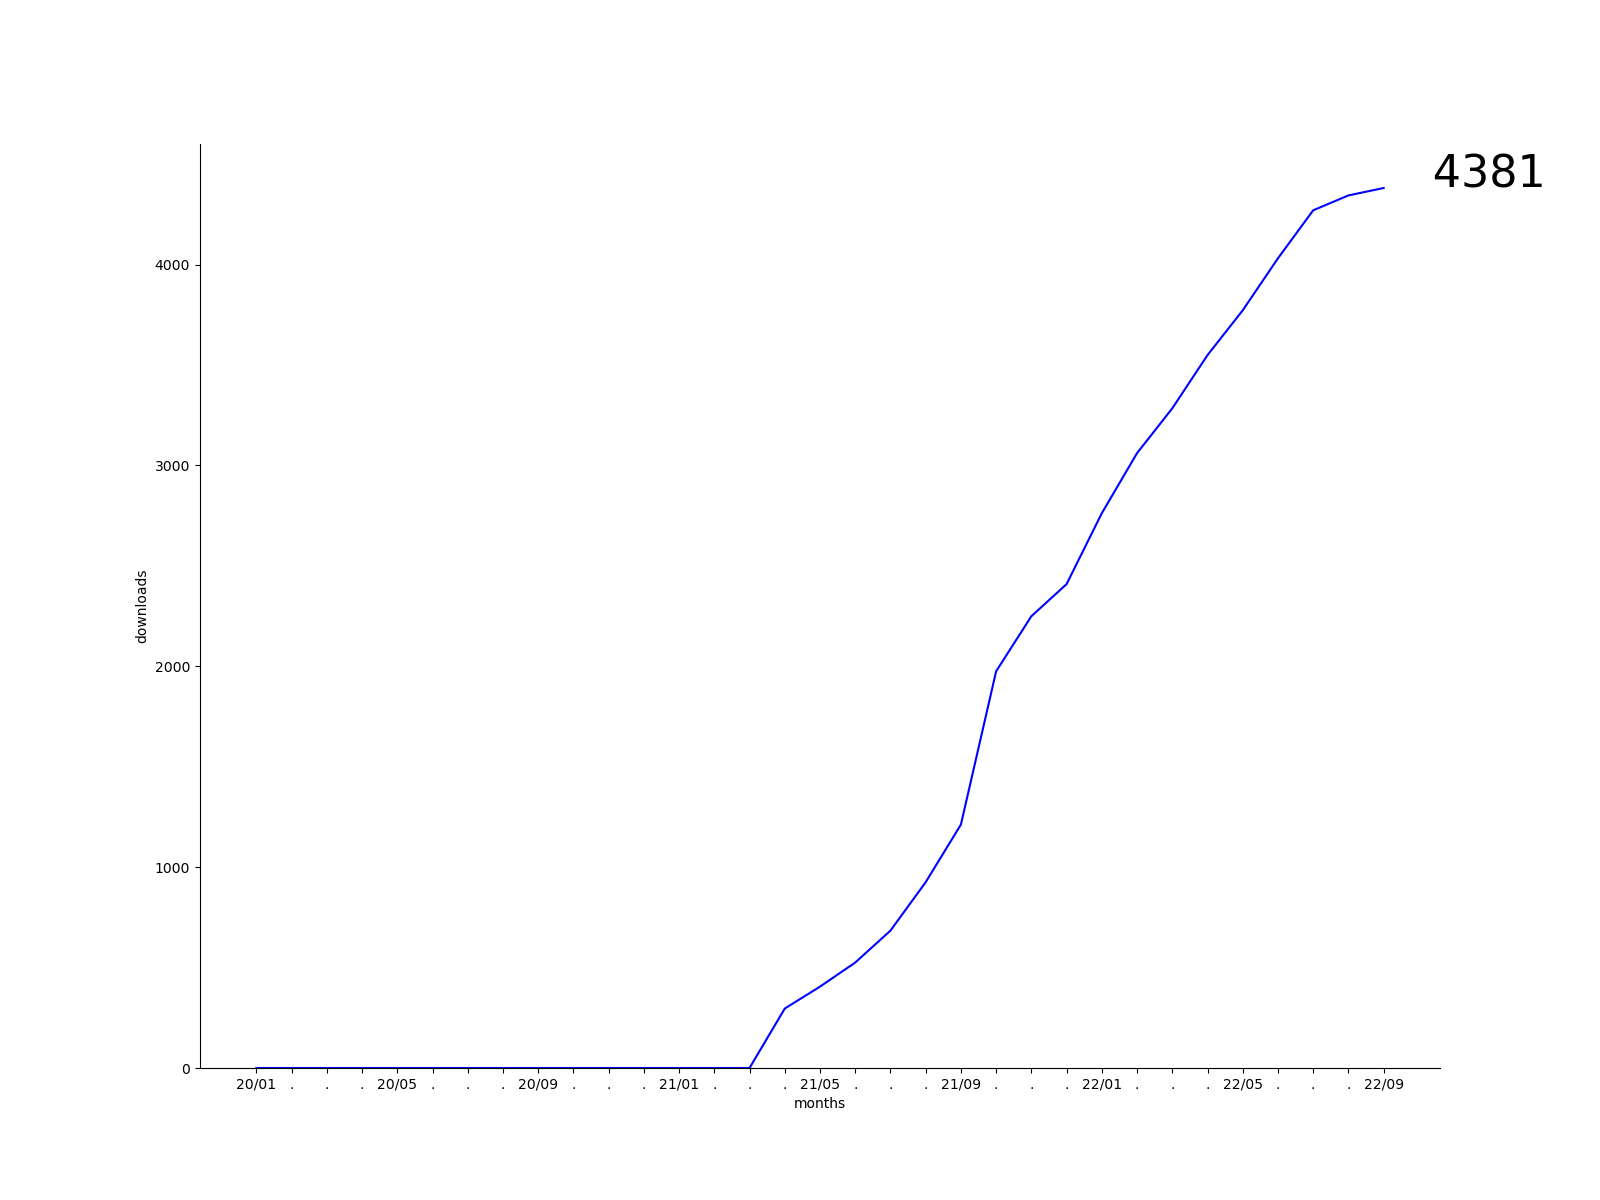 4381
4000
3000
downloads
2000
1000
0
20/01 . . . 20/05 . . . 20/09 . . . 21/01 . . . 21/05 . . . 21/09 . . . 22/01 . . . 22/05 . . . 22/09
months